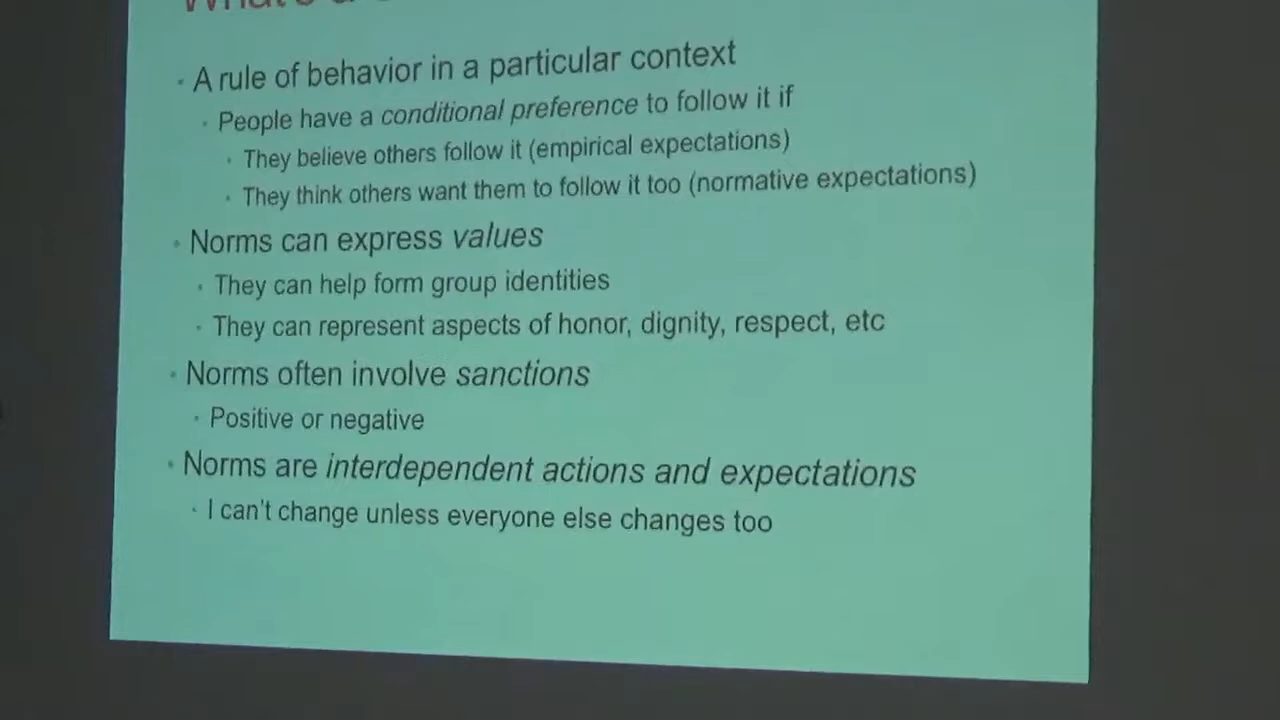 What's a
• A rule of behavior in a particular context
• People have a conditional preference to follow it if
• They believe others follow it (empirical expectations)
• They think others want them to follow it too (normative expectations)
• Norms can express values
• They can help form group identities
• They can represent aspects of honor, dignity, respect, etc
• Norms often involve sanctions
• Positive or negative
• Norms are interdependent actions and expectations
• I can't change unless everyone else changes too